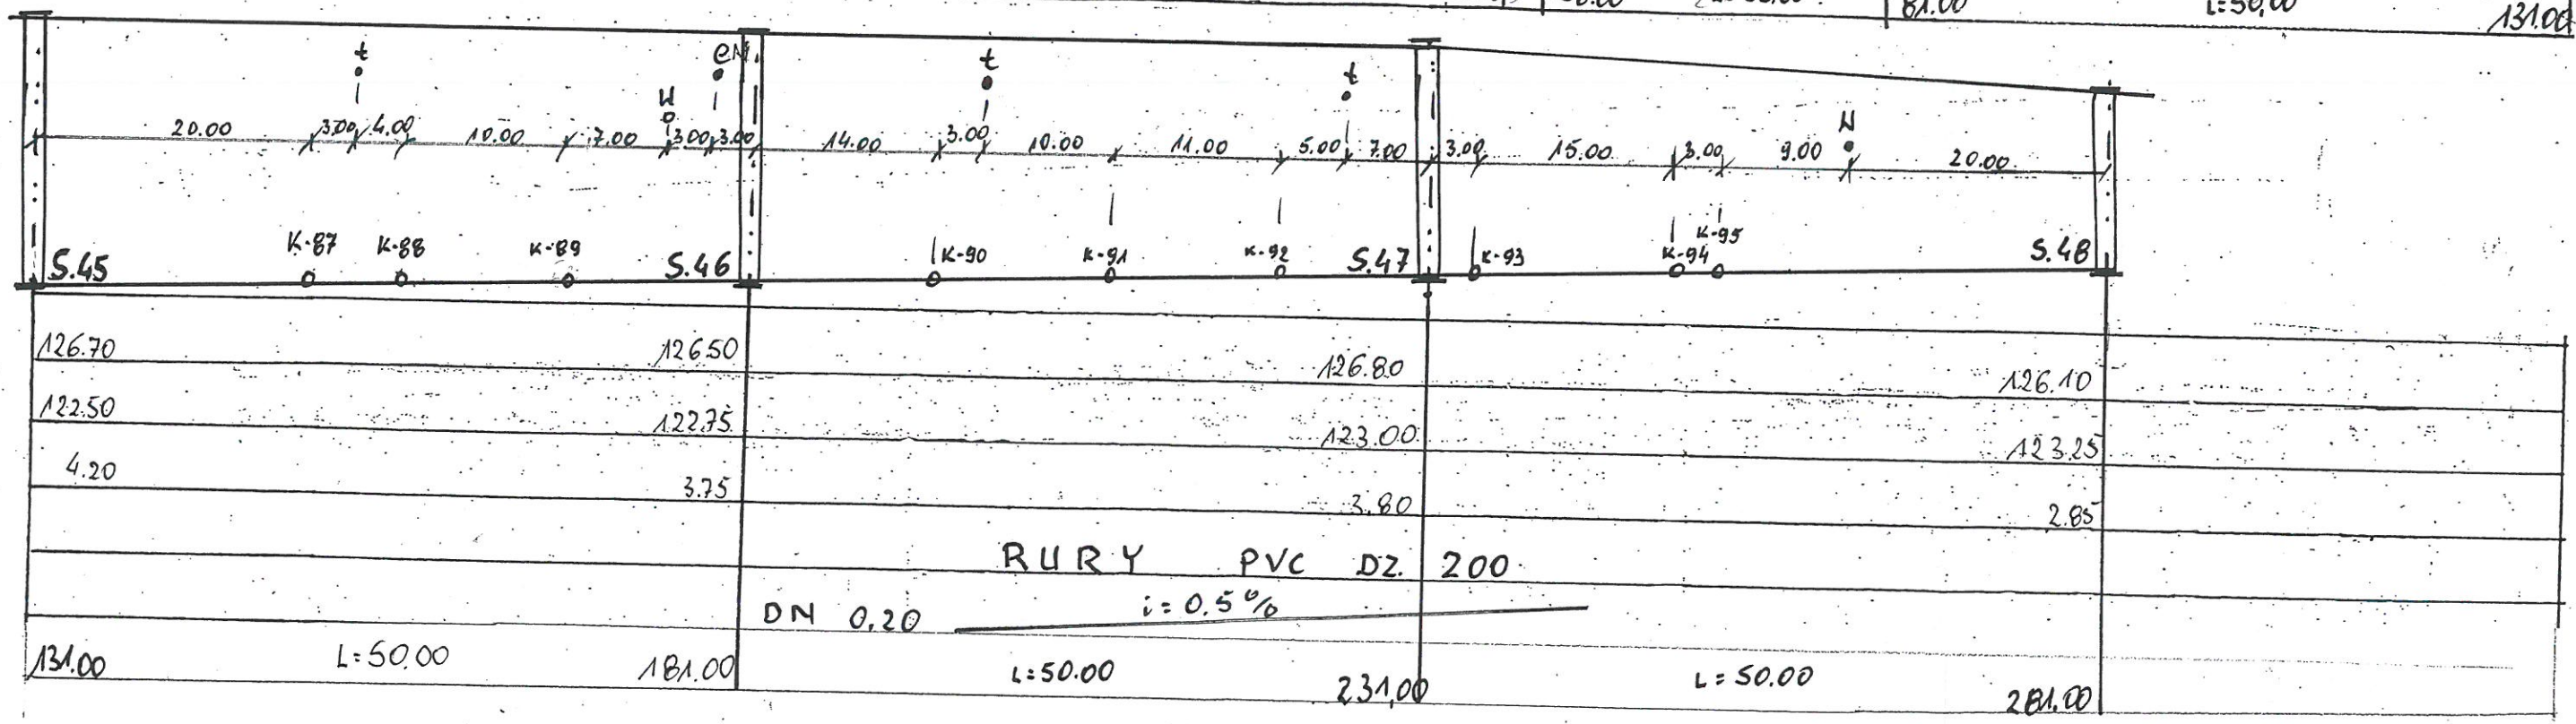 81.00 L=50,00 131.00
t eN. t t
W W
20.00 3.00 4.00 10.00 7.00 3.00 3.00 14.00 3.00 10.00 11.00 5.00 7.00 3.00 15.00 3.00 9.00 20.00
S.45 K-87 K-88 K-89 S.46 K-90 K-91 K-92 S.47 K-93 K-94 K-95 S.48
126.70 126.50 126.80 126.10
122.50 122.75 123.00 123.25
4.20 3.75 3.80 2.85
RURY PVC DZ. 200
DN 0,20 i=0.5%
131.00 L=50.00 181.00 L=50.00 231,00 L=50.00 281.00